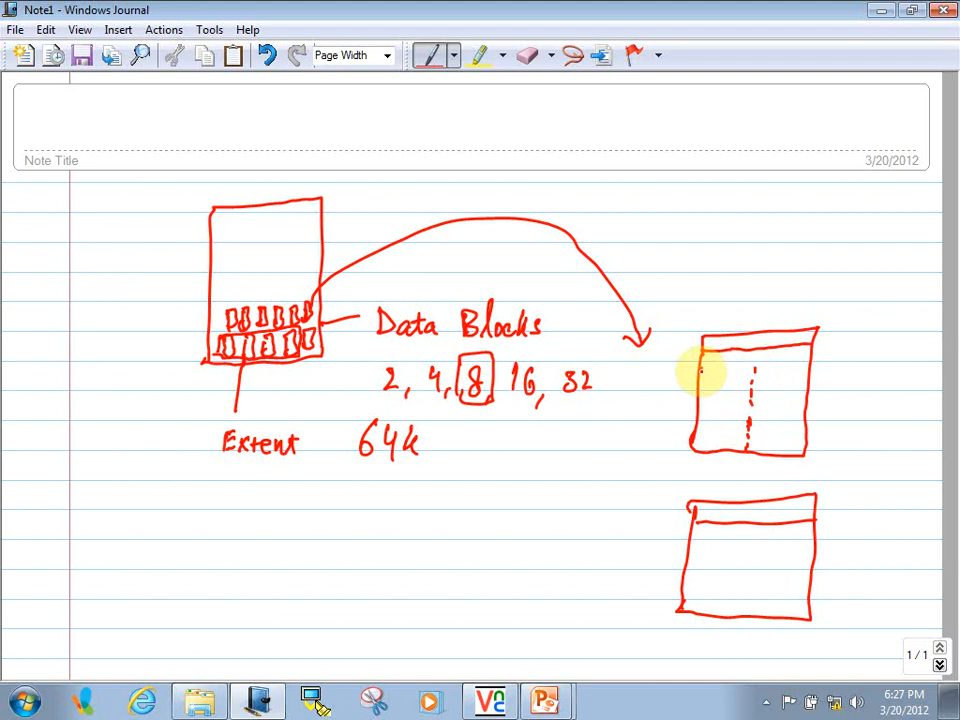 Note1 - Windows Journal
File Edit View Insert Actions Tools Help
Page Width
Note Title
3/20/2012
Data Blocks
2, 4, 8, 16, 32
Extent 64k
1 / 1
6:27 PM
3/20/2012